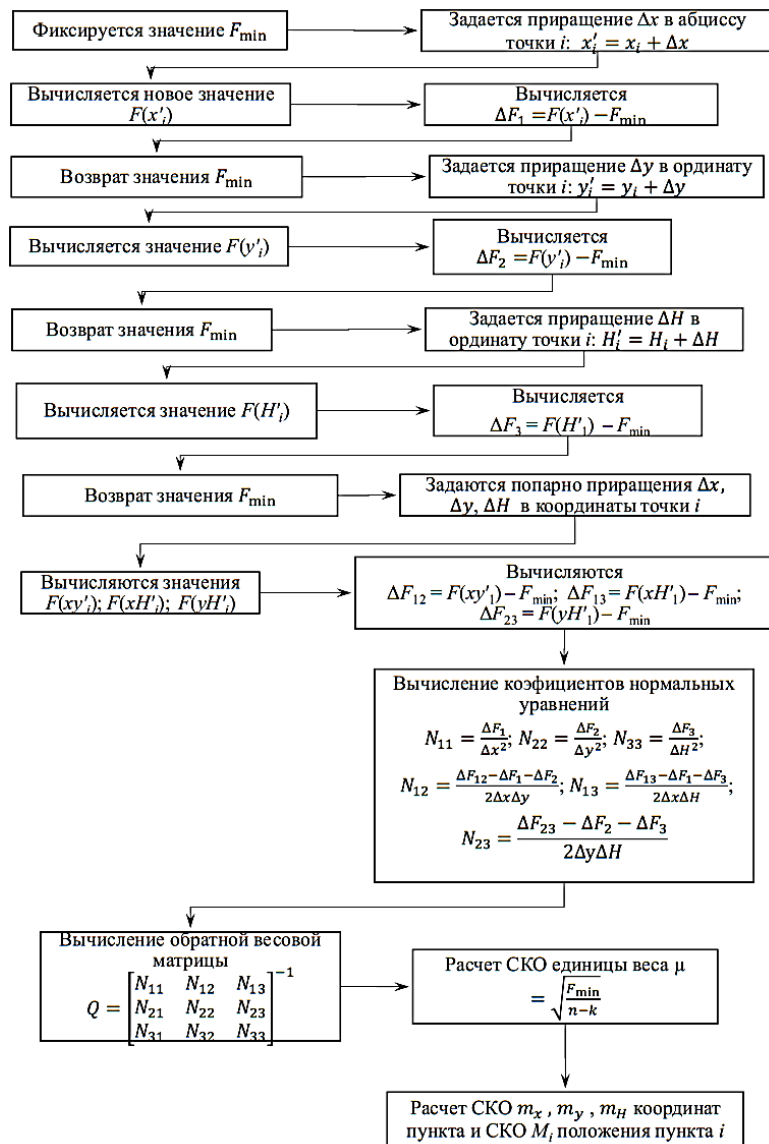 Фиксируется значение F_min
Задается приращение Δx в абциссу
точки i: x′_i = x_i + Δx
Вычисляется новое значение
F(x'_i)
Вычисляется
ΔF_1 =F(x'_i) −F_min
Возврат значения F_min
Задается приращение Δy в ординату
точки i: y′_i = y_i + Δy
Вычисляется значение F(y'_i)
Вычисляется
ΔF_2 =F(y'_i) −F_min
Возврат значения F_min
Задается приращение ΔH в
ординату точки i: H′_i = H_i + ΔH
Вычисляется значение F(H'_i)
Вычисляется
ΔF_3 = F(H'_1) – F_min
Возврат значения F_min
Задаются попарно приращения Δx,
Δy, ΔH в координаты точки i
Вычисляются значения
F(xy'_i); F(xH'_i); F(yH'_i)
Вычисляются
ΔF_12 = F(xy'_1) – F_min; ΔF_13 = F(xH'_1) – F_min;
ΔF_23 = F(yH'_1) – F_min
Вычисление коефициентов нормальных
уравнений
N_11 = ΔF_1/Δx²; N_22 = ΔF_2/Δy²; N_33 = ΔF_3/ΔH²;
N_12 = (ΔF_12−ΔF_1−ΔF_2)/(2ΔxΔy); N_13 = (ΔF_13−ΔF_1−ΔF_3)/(2ΔxΔH);
N_23 = (ΔF_23 − ΔF_2 − ΔF_3)/(2ΔyΔH)
Вычисление обратной весовой
матрицы
Q = [N_11 N_12 N_13
N_21 N_22 N_23
N_31 N_32 N_33]^−1
Расчет СКО единицы веса μ
= √(F_min/(n−k))
Расчет СКО m_x , m_y , m_H координат
пункта и СКО M_i положения пункта i